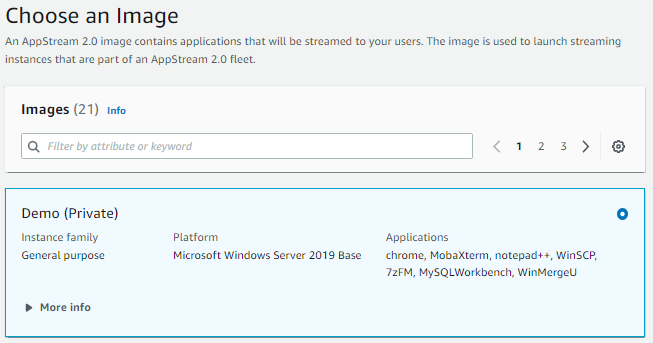 Choose an Image
An AppStream 2.0 image contains applications that will be streamed to your users. The image is used to launch streaming
instances that are part of an AppStream 2.0 fleet.
Images (21) Info
Filter by attribute or keyword
1 2 3
Demo (Private)
Instance family Platform Applications
General purpose Microsoft Windows Server 2019 Base chrome, MobaXterm, notepad++, WinSCP,
7zFM, MySQLWorkbench, WinMergeU
More info